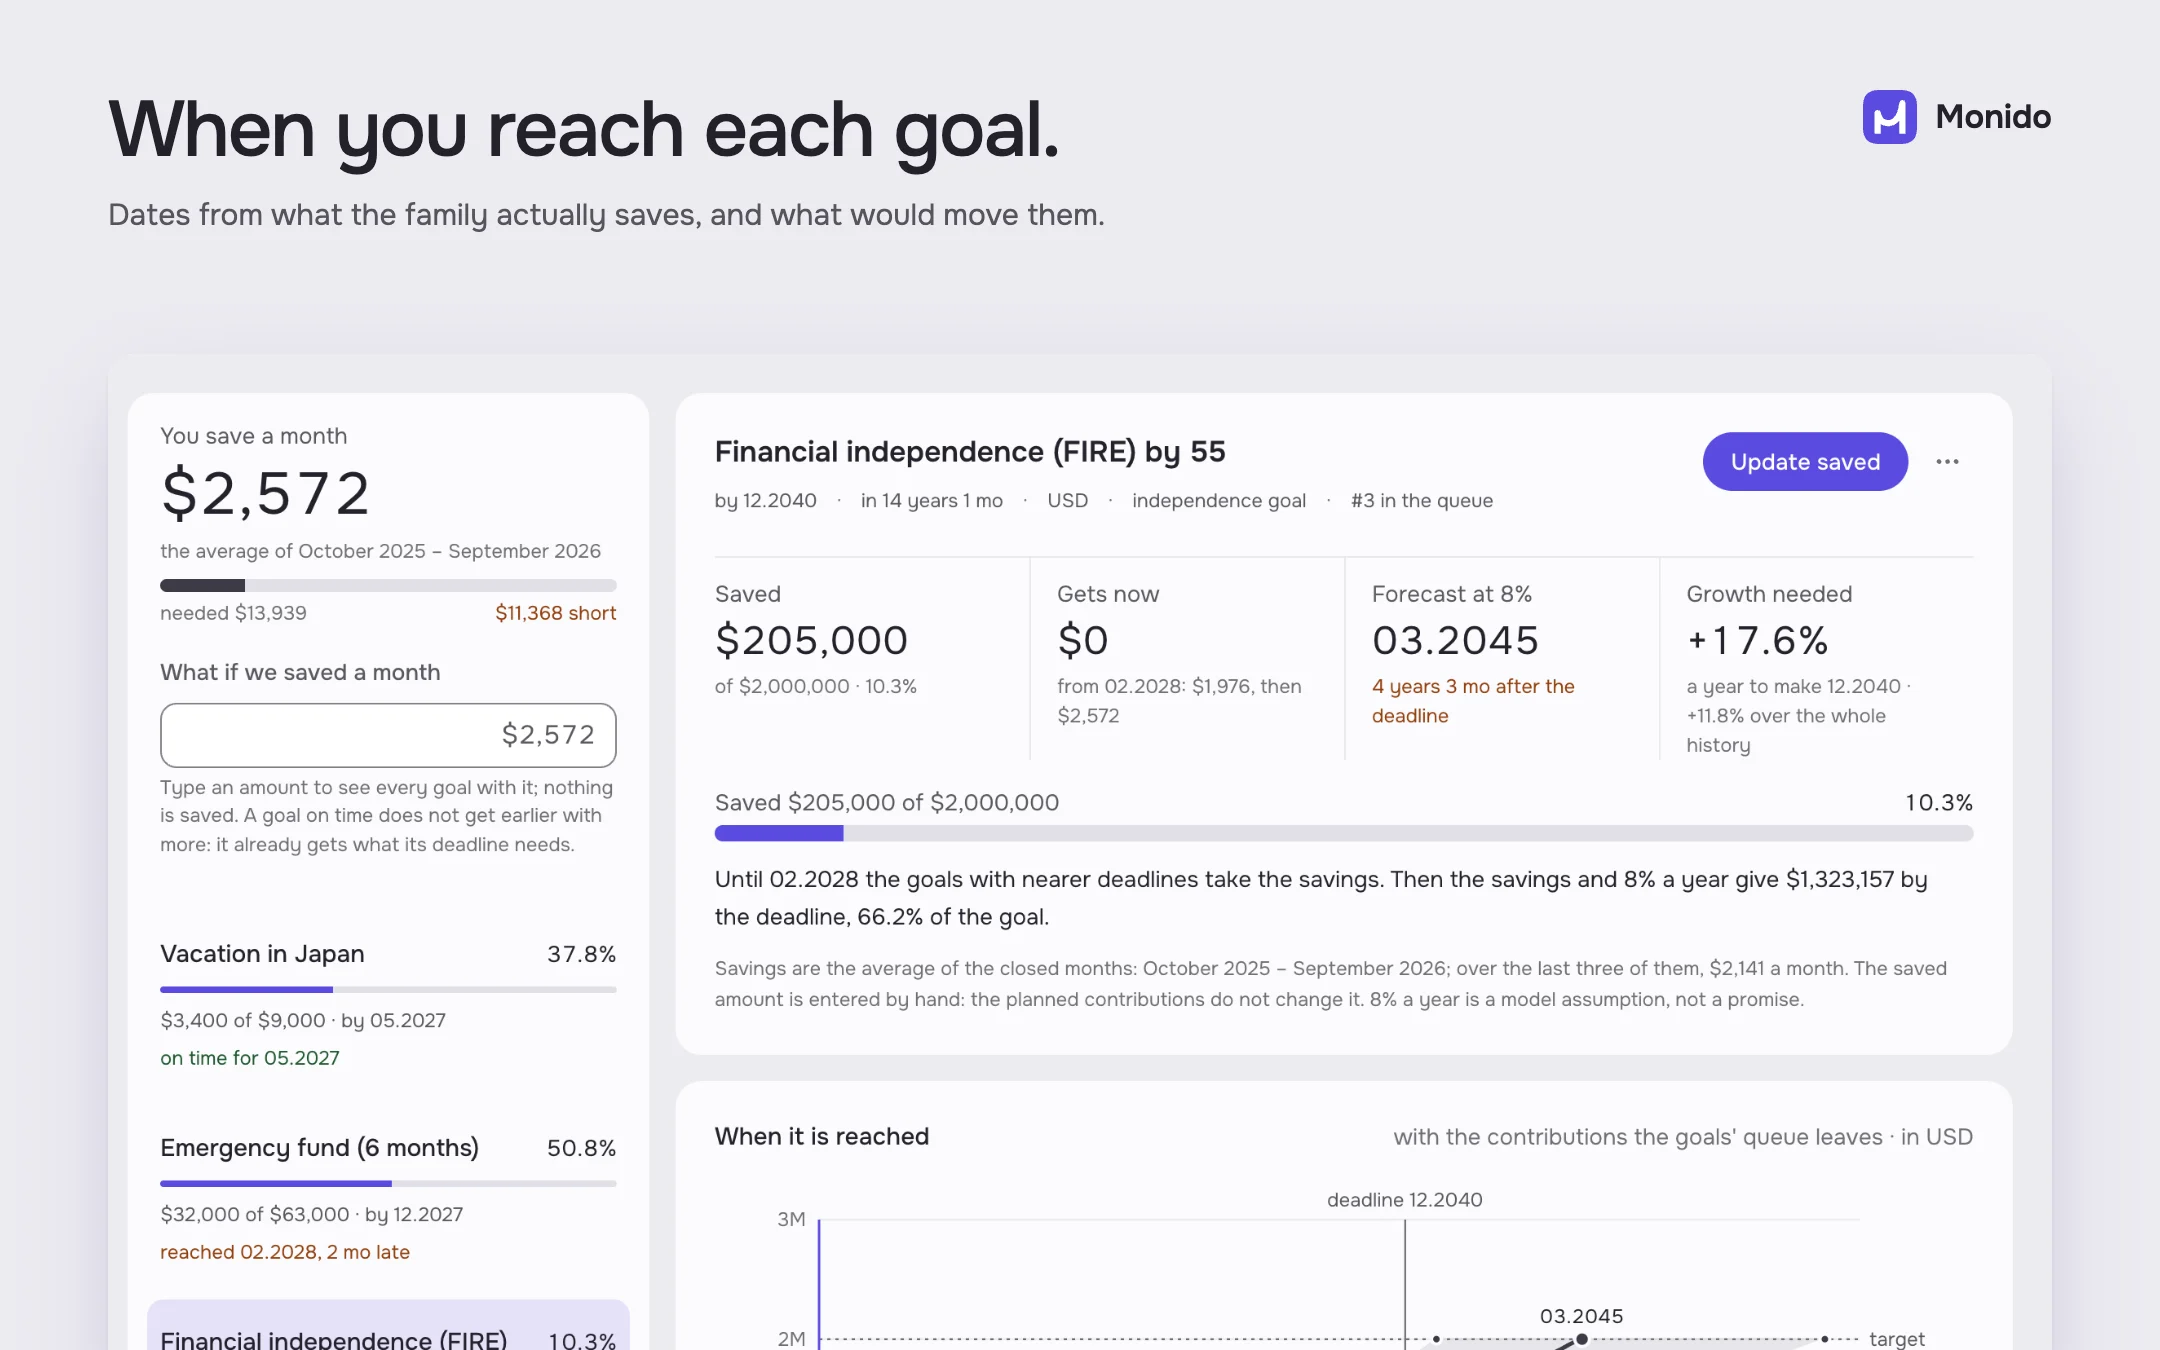 When you reach each goal.
Monido
Dates from what the family actually saves, and what would move them.
You save a month
$2,572
the average of October 2025 – September 2026
needed $13,939
$11,368 short
What if we saved a month
$2,572
Type an amount to see every goal with it; nothing
is saved. A goal on time does not get earlier with
more: it already gets what its deadline needs.
Vacation in Japan
37.8%
$3,400 of $9,000 · by 05.2027
on time for 05.2027
Emergency fund (6 months)
50.8%
$32,000 of $63,000 · by 12.2027
reached 02.2028, 2 mo late
Financial independence (FIRE)
10.3%
Financial independence (FIRE) by 55
Update saved
by 12.2040 · in 14 years 1 mo · USD · independence goal · #3 in the queue
Saved
$205,000
of $2,000,000 · 10.3%
Gets now
$0
from 02.2028: $1,976, then
$2,572
Forecast at 8%
03.2045
4 years 3 mo after the
deadline
Growth needed
+17.6%
a year to make 12.2040 ·
+11.8% over the whole
history
Saved $205,000 of $2,000,000
10.3%
Until 02.2028 the goals with nearer deadlines take the savings. Then the savings and 8% a year give $1,323,157 by
the deadline, 66.2% of the goal.
Savings are the average of the closed months: October 2025 – September 2026; over the last three of them, $2,141 a month. The saved
amount is entered by hand: the planned contributions do not change it. 8% a year is a model assumption, not a promise.
When it is reached
with the contributions the goals' queue leaves · in USD
deadline 12.2040
3M
03.2045
2M
target